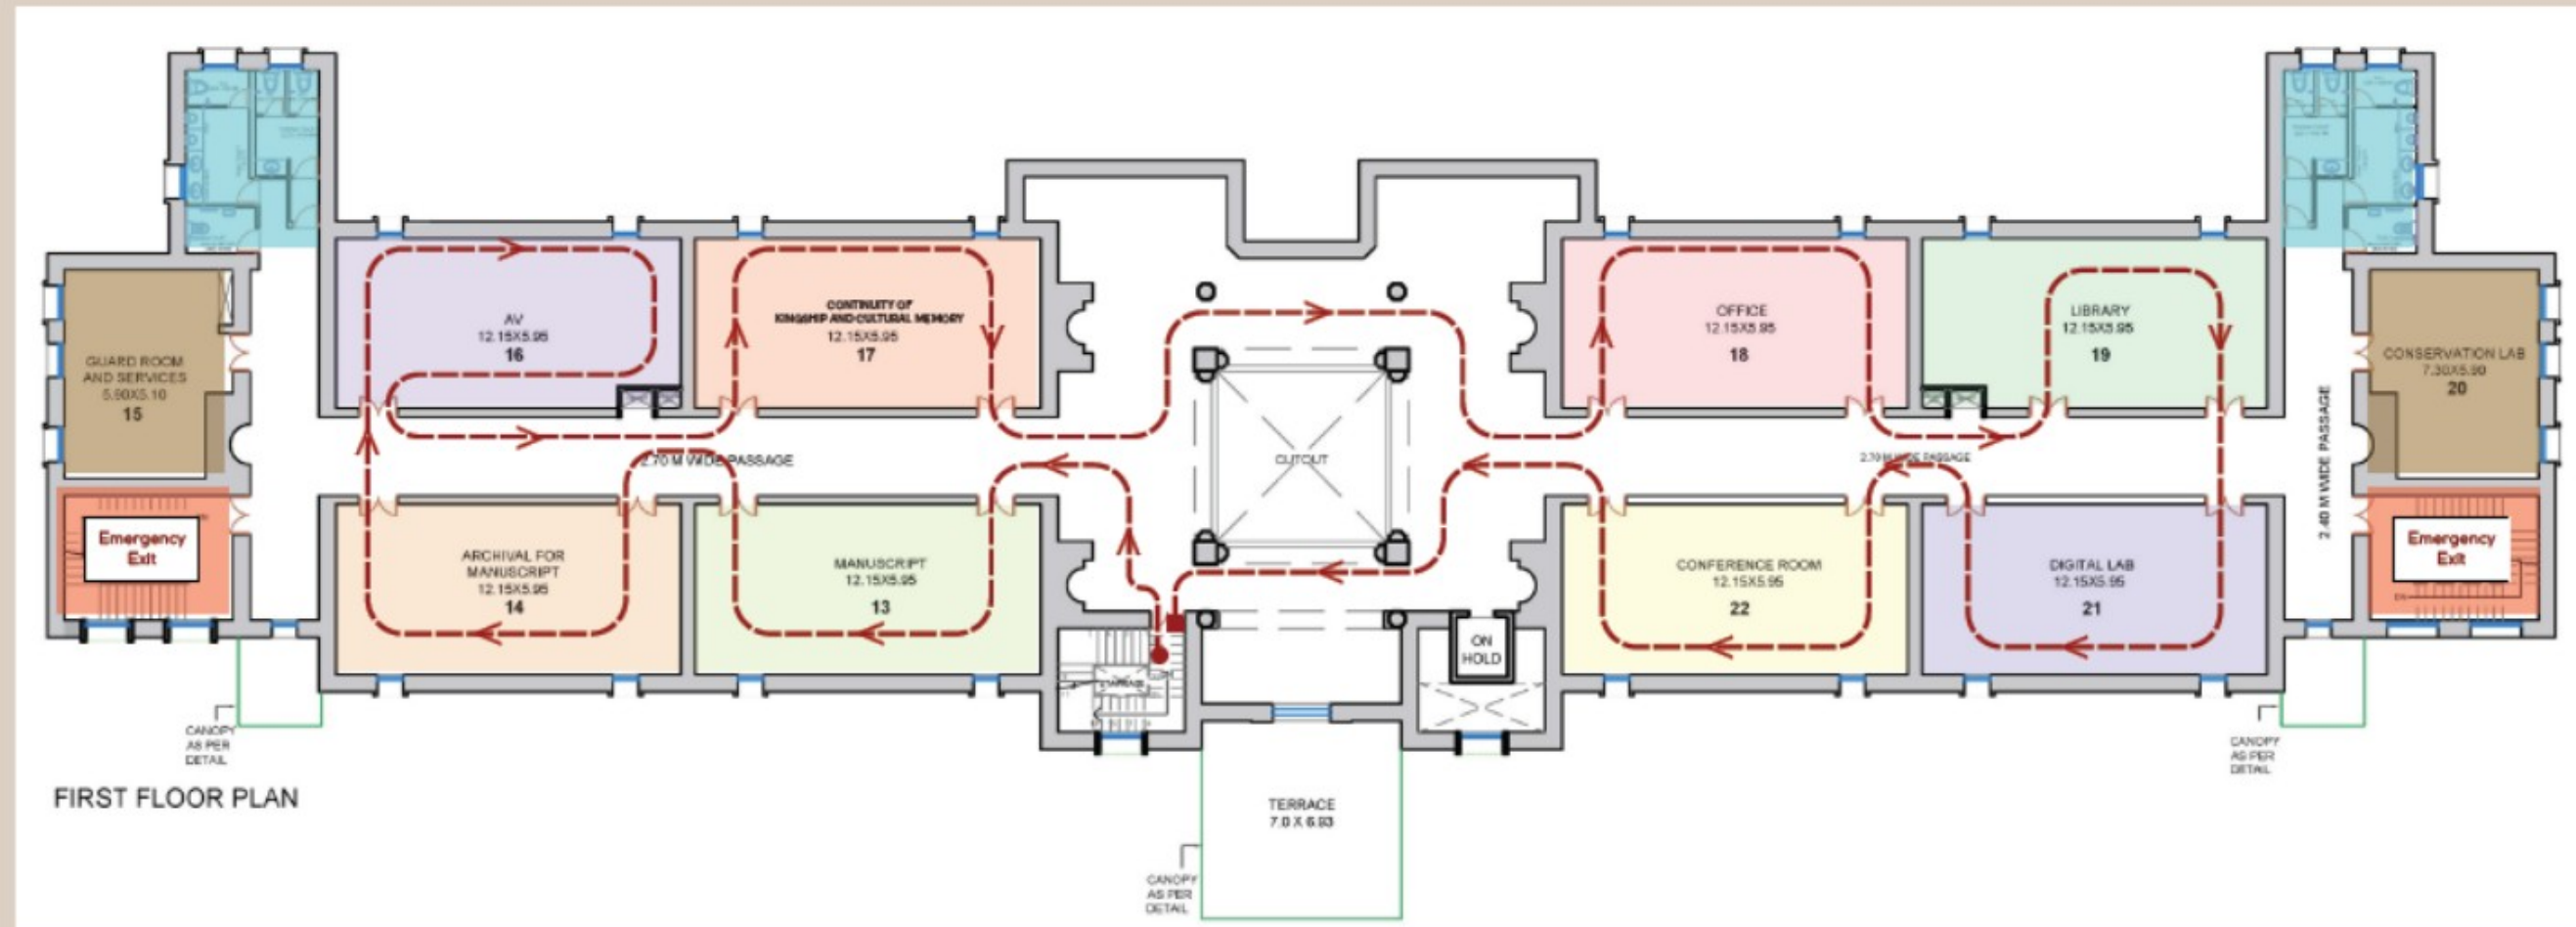 AV
12.15X5.95
16
CONTINUITY OF
KINGSHIP AND CULTURAL MEMORY
12.15X5.95
17
OFFICE
12.15X5.95
18
LIBRARY
12.15X5.95
19
GUARD ROOM
AND SERVICES
5.90X5.10
15
CONSERVATION LAB
7.30X5.90
20
2.70 M WIDE PASSAGE
CUTOUT
2.70 M WIDE PASSAGE
2.40 M WIDE PASSAGE
Emergency
Exit
ARCHIVAL FOR
MANUSCRIPT
12.15X5.95
14
MANUSCRIPT
12.15X5.95
13
CONFERENCE ROOM
12.15X5.95
22
DIGITAL LAB
12.15X5.95
21
Emergency
Exit
ON
HOLD
CANOPY
AS PER
DETAIL
CANOPY
AS PER
DETAIL
FIRST FLOOR PLAN
TERRACE
7.0 X 6.93
CANOPY
AS PER
DETAIL